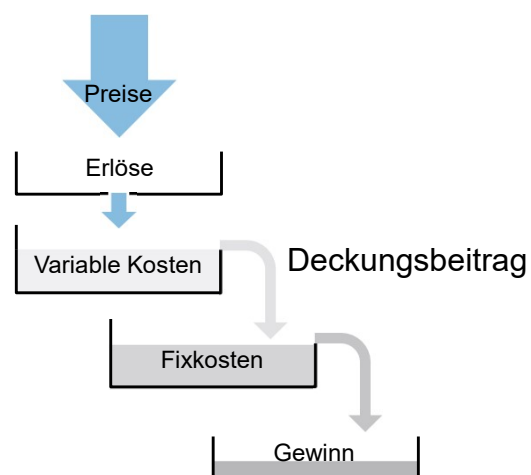 Preise
Erlöse
Variable Kosten
Deckungsbeitrag
Fixkosten
Gewinn